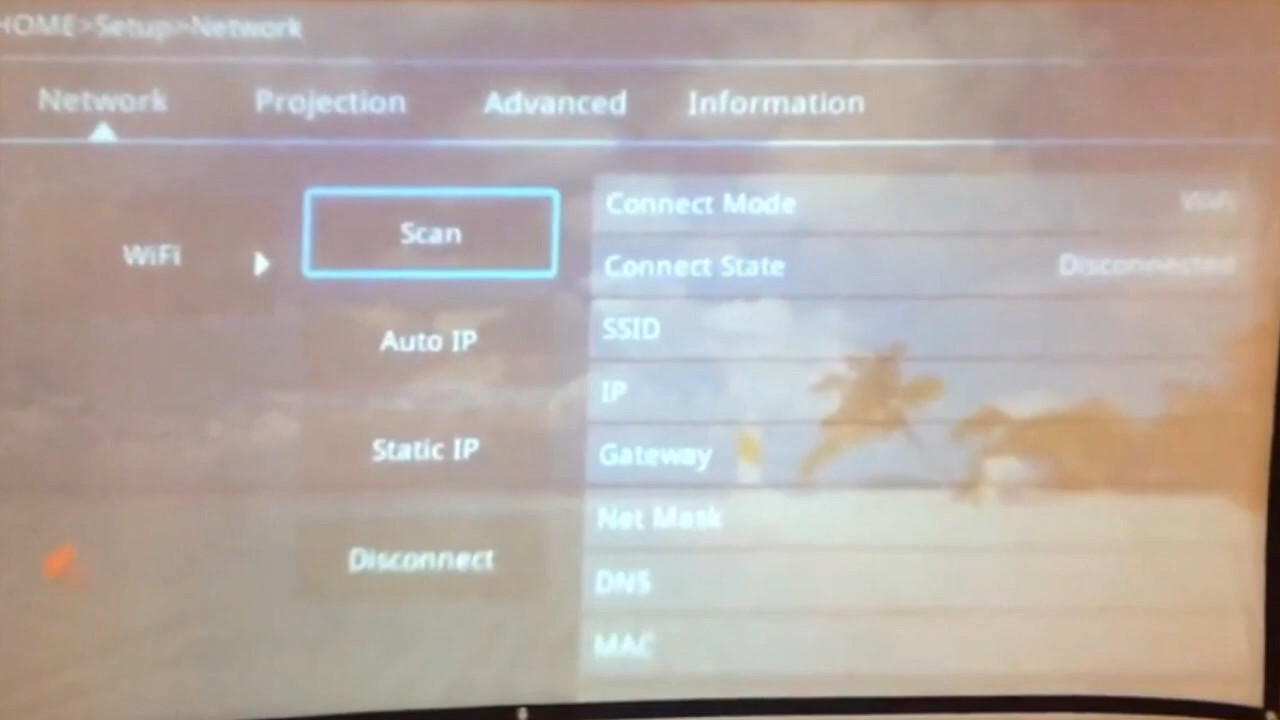 HOME>Setup>Network
Network Projection Advanced Information
WiFi
Scan
Auto IP
Static IP
Disconnect
Connect Mode WiFi
Connect State Disconnected
SSID
IP
Gateway
Net Mask
DNS
MAC